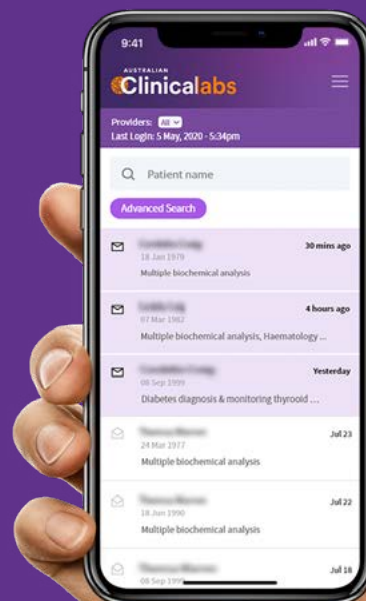 9:41
AUSTRALIAN
Clinicalabs
Providers: All
Last Login: 5 May, 2020 - 5:34pm
Patient name
Advanced Search
30 mins ago
18 Jan 1979
Multiple biochemical analysis
4 hours ago
07 Mar 1962
Multiple biochemical analysis, Haematology ...
Yesterday
08 Sep 1999
Diabetes diagnosis & monitoring thyrooid ...
Jul 23
24 Mar 1977
Multiple biochemical analysis
Jul 22
18 Jun 1990
Multiple biochemical analysis
Jul 18
08 Sep 1999